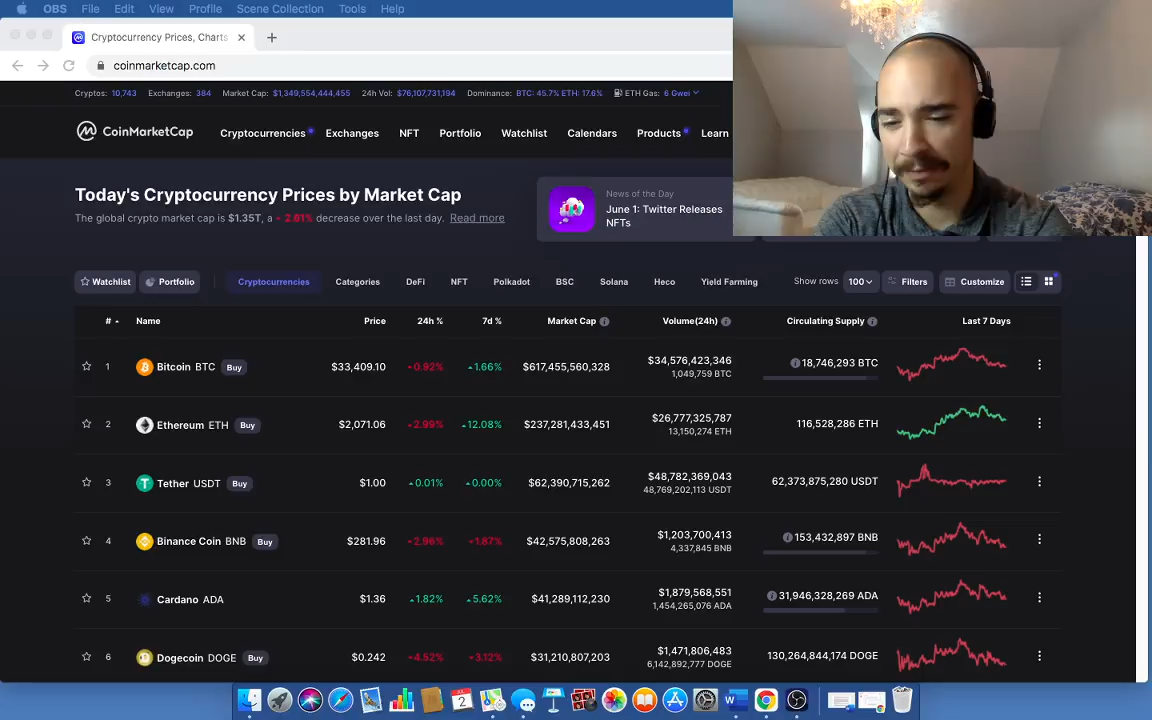 OBS File Edit View Profile Scene Collection Tools Help
Cryptocurrency Prices, Charts
coinmarketcap.com
Cryptos: 10,743 Exchanges: 384 Market Cap: $1,349,554,444,455 24h Vol: $76,107,731,194 Dominance: BTC: 45.7% ETH: 17.6% ETH Gas: 6 Gwei
CoinMarketCap Cryptocurrencies Exchanges NFT Portfolio Watchlist Calendars Products Learn
Today's Cryptocurrency Prices by Market Cap
The global crypto market cap is $1.35T, a 2.61% decrease over the last day. Read more
News of the Day
June 1: Twitter Releases
NFTs
Watchlist Portfolio Cryptocurrencies Categories DeFi NFT Polkadot BSC Solana Heco Yield Farming Show rows 100 Filters Customize
# Name Price 24h % 7d % Market Cap Volume(24h) Circulating Supply Last 7 Days
1 Bitcoin BTC Buy $33,409.10 0.92% 1.66% $617,455,560,328 $34,576,423,346 18,746,293 BTC
1,049,759 BTC
2 Ethereum ETH Buy $2,071.06 2.99% 12.08% $237,281,433,451 $26,777,325,787 116,528,286 ETH
13,150,274 ETH
3 Tether USDT Buy $1.00 0.01% 0.00% $62,390,715,262 $48,782,369,043 62,373,875,280 USDT
48,769,202,113 USDT
4 Binance Coin BNB Buy $281.96 2.96% 1.87% $42,575,808,263 $1,203,700,413 153,432,897 BNB
4,337,845 BNB
5 Cardano ADA $1.36 1.82% 5.62% $41,289,112,230 $1,879,568,551 31,946,328,269 ADA
1,454,265,076 ADA
6 Dogecoin DOGE Buy $0.242 4.52% 3.12% $31,210,807,203 $1,471,806,483 130,264,844,174 DOGE
6,142,892,777 DOGE
2